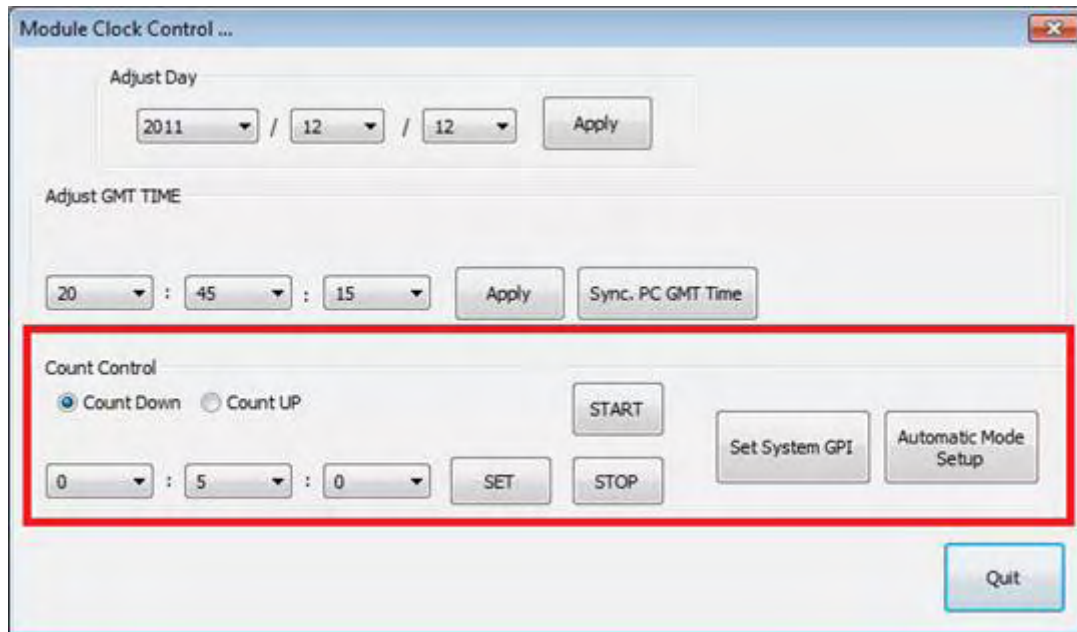 Module Clock Control ...
Adjust Day
2011 / 12 / 12 Apply
Adjust GMT TIME
20 : 45 : 15 Apply Sync. PC GMT Time
Count Control
Count Down Count UP
START
Set System GPI
Automatic Mode
Setup
0 : 5 : 0 SET STOP
Quit